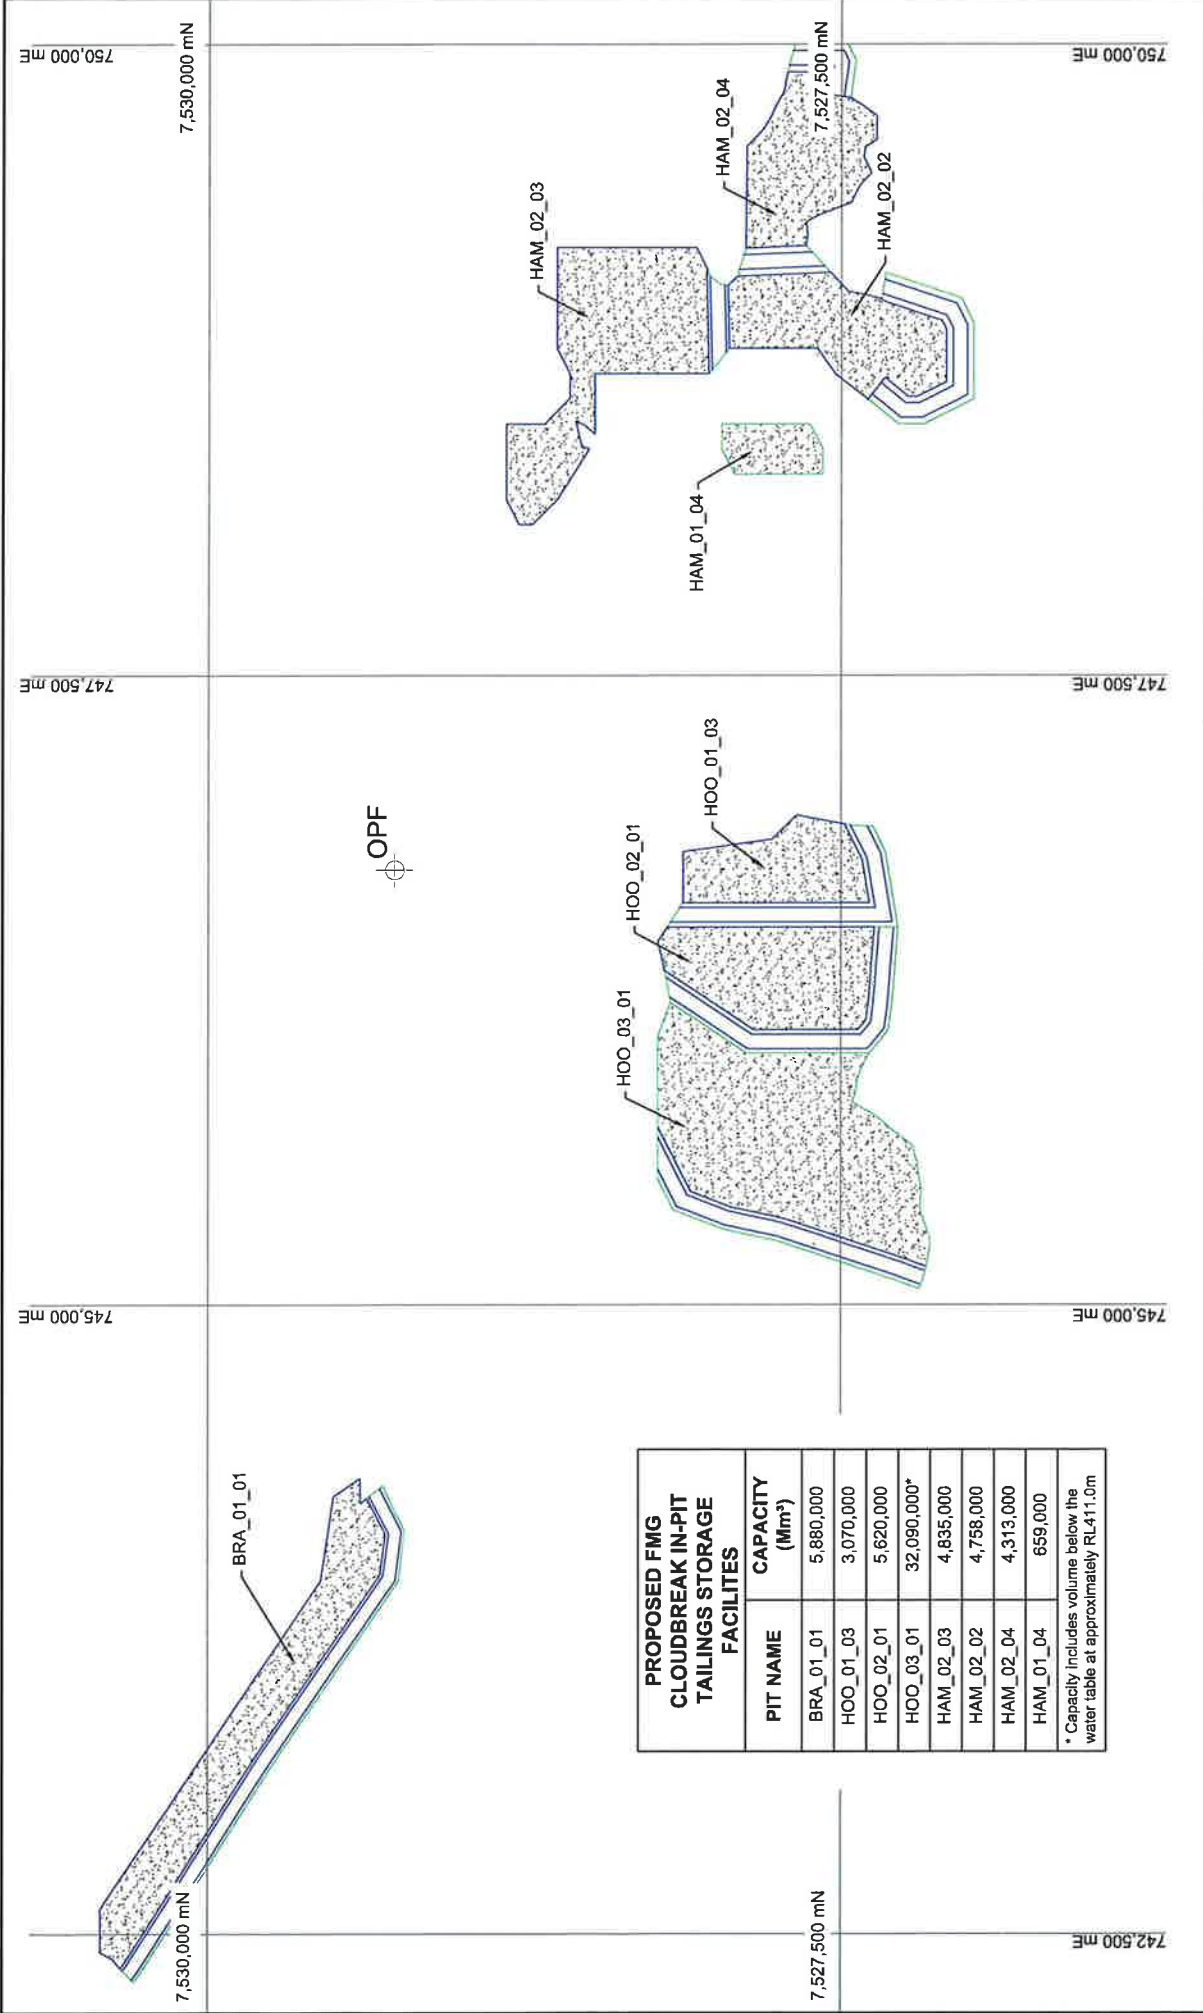 742,500 mE
745,000 mE
745,000 mE
747,500 mE
747,500 mE
750,000 mE
750,000 mE
7,530,000 mN
7,530,000 mN
7,527,500 mN
7,527,500 mN
BRA_01_01
OPF
HOO_03_01
HOO_02_01
HOO_01_03
HAM_01_04
HAM_02_03
HAM_02_04
HAM_02_02
PROPOSED FMG
CLOUDBREAK IN-PIT
TAILINGS STORAGE
FACILITES
PIT NAME CAPACITY
(Mm³)
BRA_01_01 5,880,000
HOO_01_03 3,070,000
HOO_02_01 5,620,000
HOO_03_01 32,090,000*
HAM_02_03 4,835,000
HAM_02_02 4,758,000
HAM_02_04 4,313,000
HAM_01_04 659,000
* Capacity includes volume below the
water table at approximately RL411.0m